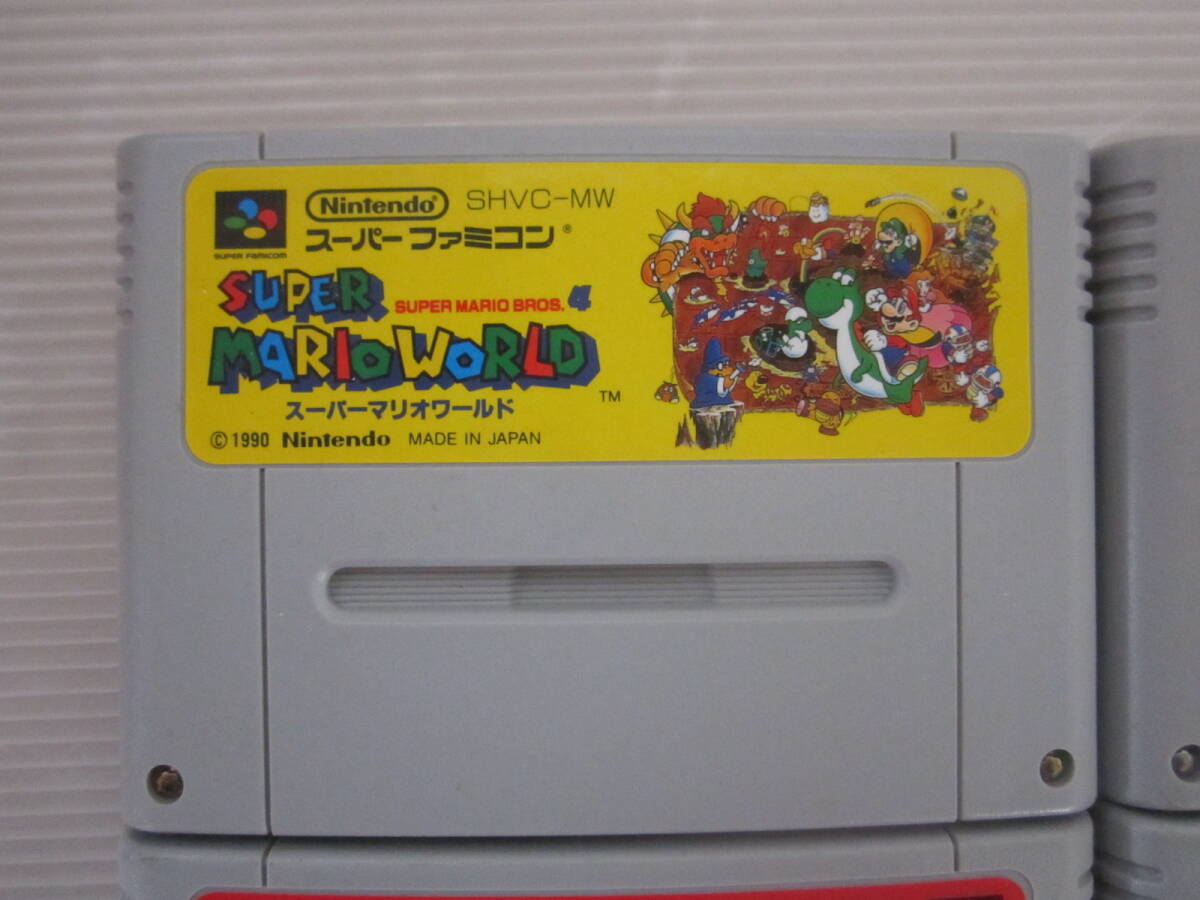 Nintendo SHVC-MW
SUPER FAMICOM
スーパーファミコン®
SUPER
SUPER MARIO BROS. 4
MARIO WORLD
TM
スーパーマリオワールド
© 1990 Nintendo MADE IN JAPAN